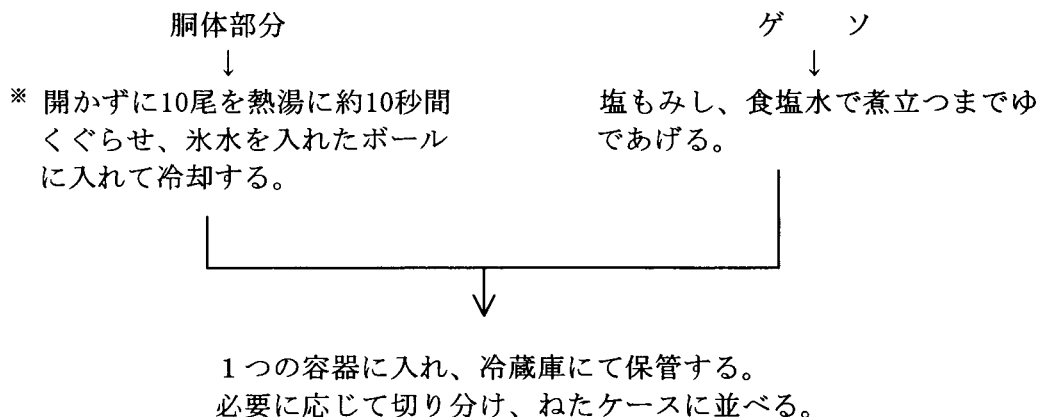 胴体部分
ゲ　ソ
↓
↓
※ 開かずに10尾を熱湯に約10秒間
くぐらせ、氷水を入れたボール
に入れて冷却する。
塩もみし、食塩水で煮立つまでゆ
であげる。
1つの容器に入れ、冷蔵庫にて保管する。
必要に応じて切り分け、ねたケースに並べる。